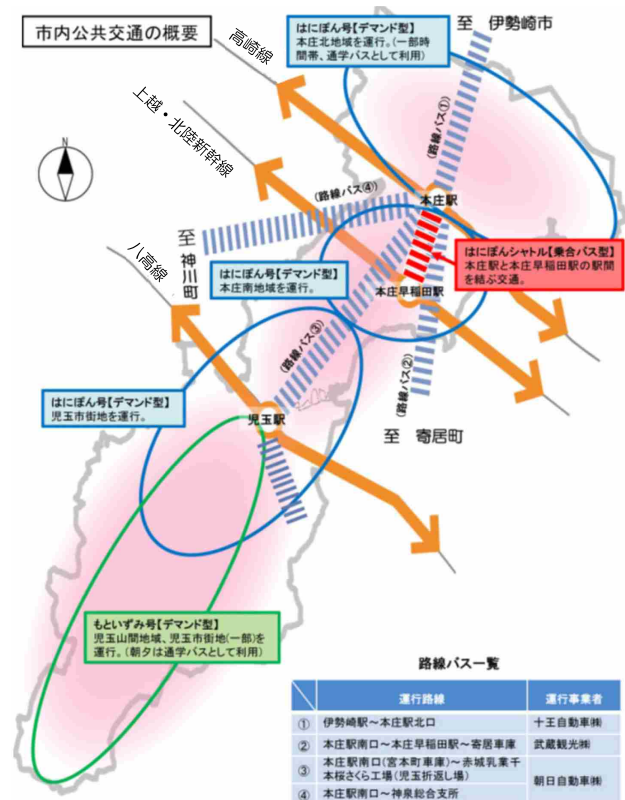 市内公共交通の概要
はにぽん号【デマンド型】
本庄北地域を運行。(一部時
間帯、通学バスとして利用)
至 伊勢崎市
高崎線
上越・北陸新幹線
八高線
N
(路線バス①)
(路線バス④)
本庄駅
至
神
川
町
はにぽんシャトル【乗合バス型】
本庄駅と本庄早稲田駅の駅間
を結ぶ交通。
はにぽん号【デマンド型】
本庄南地域を運行。
本庄早稲田駅
(路線バス③)
(路線バス②)
はにぽん号【デマンド型】
児玉市街地を運行。
児玉駅
至 寄居町
もといずみ号【デマンド型】
児玉山間地域、児玉市街地(一部)を
運行。(朝夕は通学バスとして利用)
路線バス一覧
運行路線 運行事業者
① 伊勢崎駅~本庄駅北口 十王自動車㈱
② 本庄駅南口~本庄早稲田駅~寄居車庫 武蔵観光㈱
③ 本庄駅南口(宮本町車庫)~赤城乳業千
本桜さくら工場(児玉折返し場) 朝日自動車㈱
④ 本庄駅南口~神泉総合支所